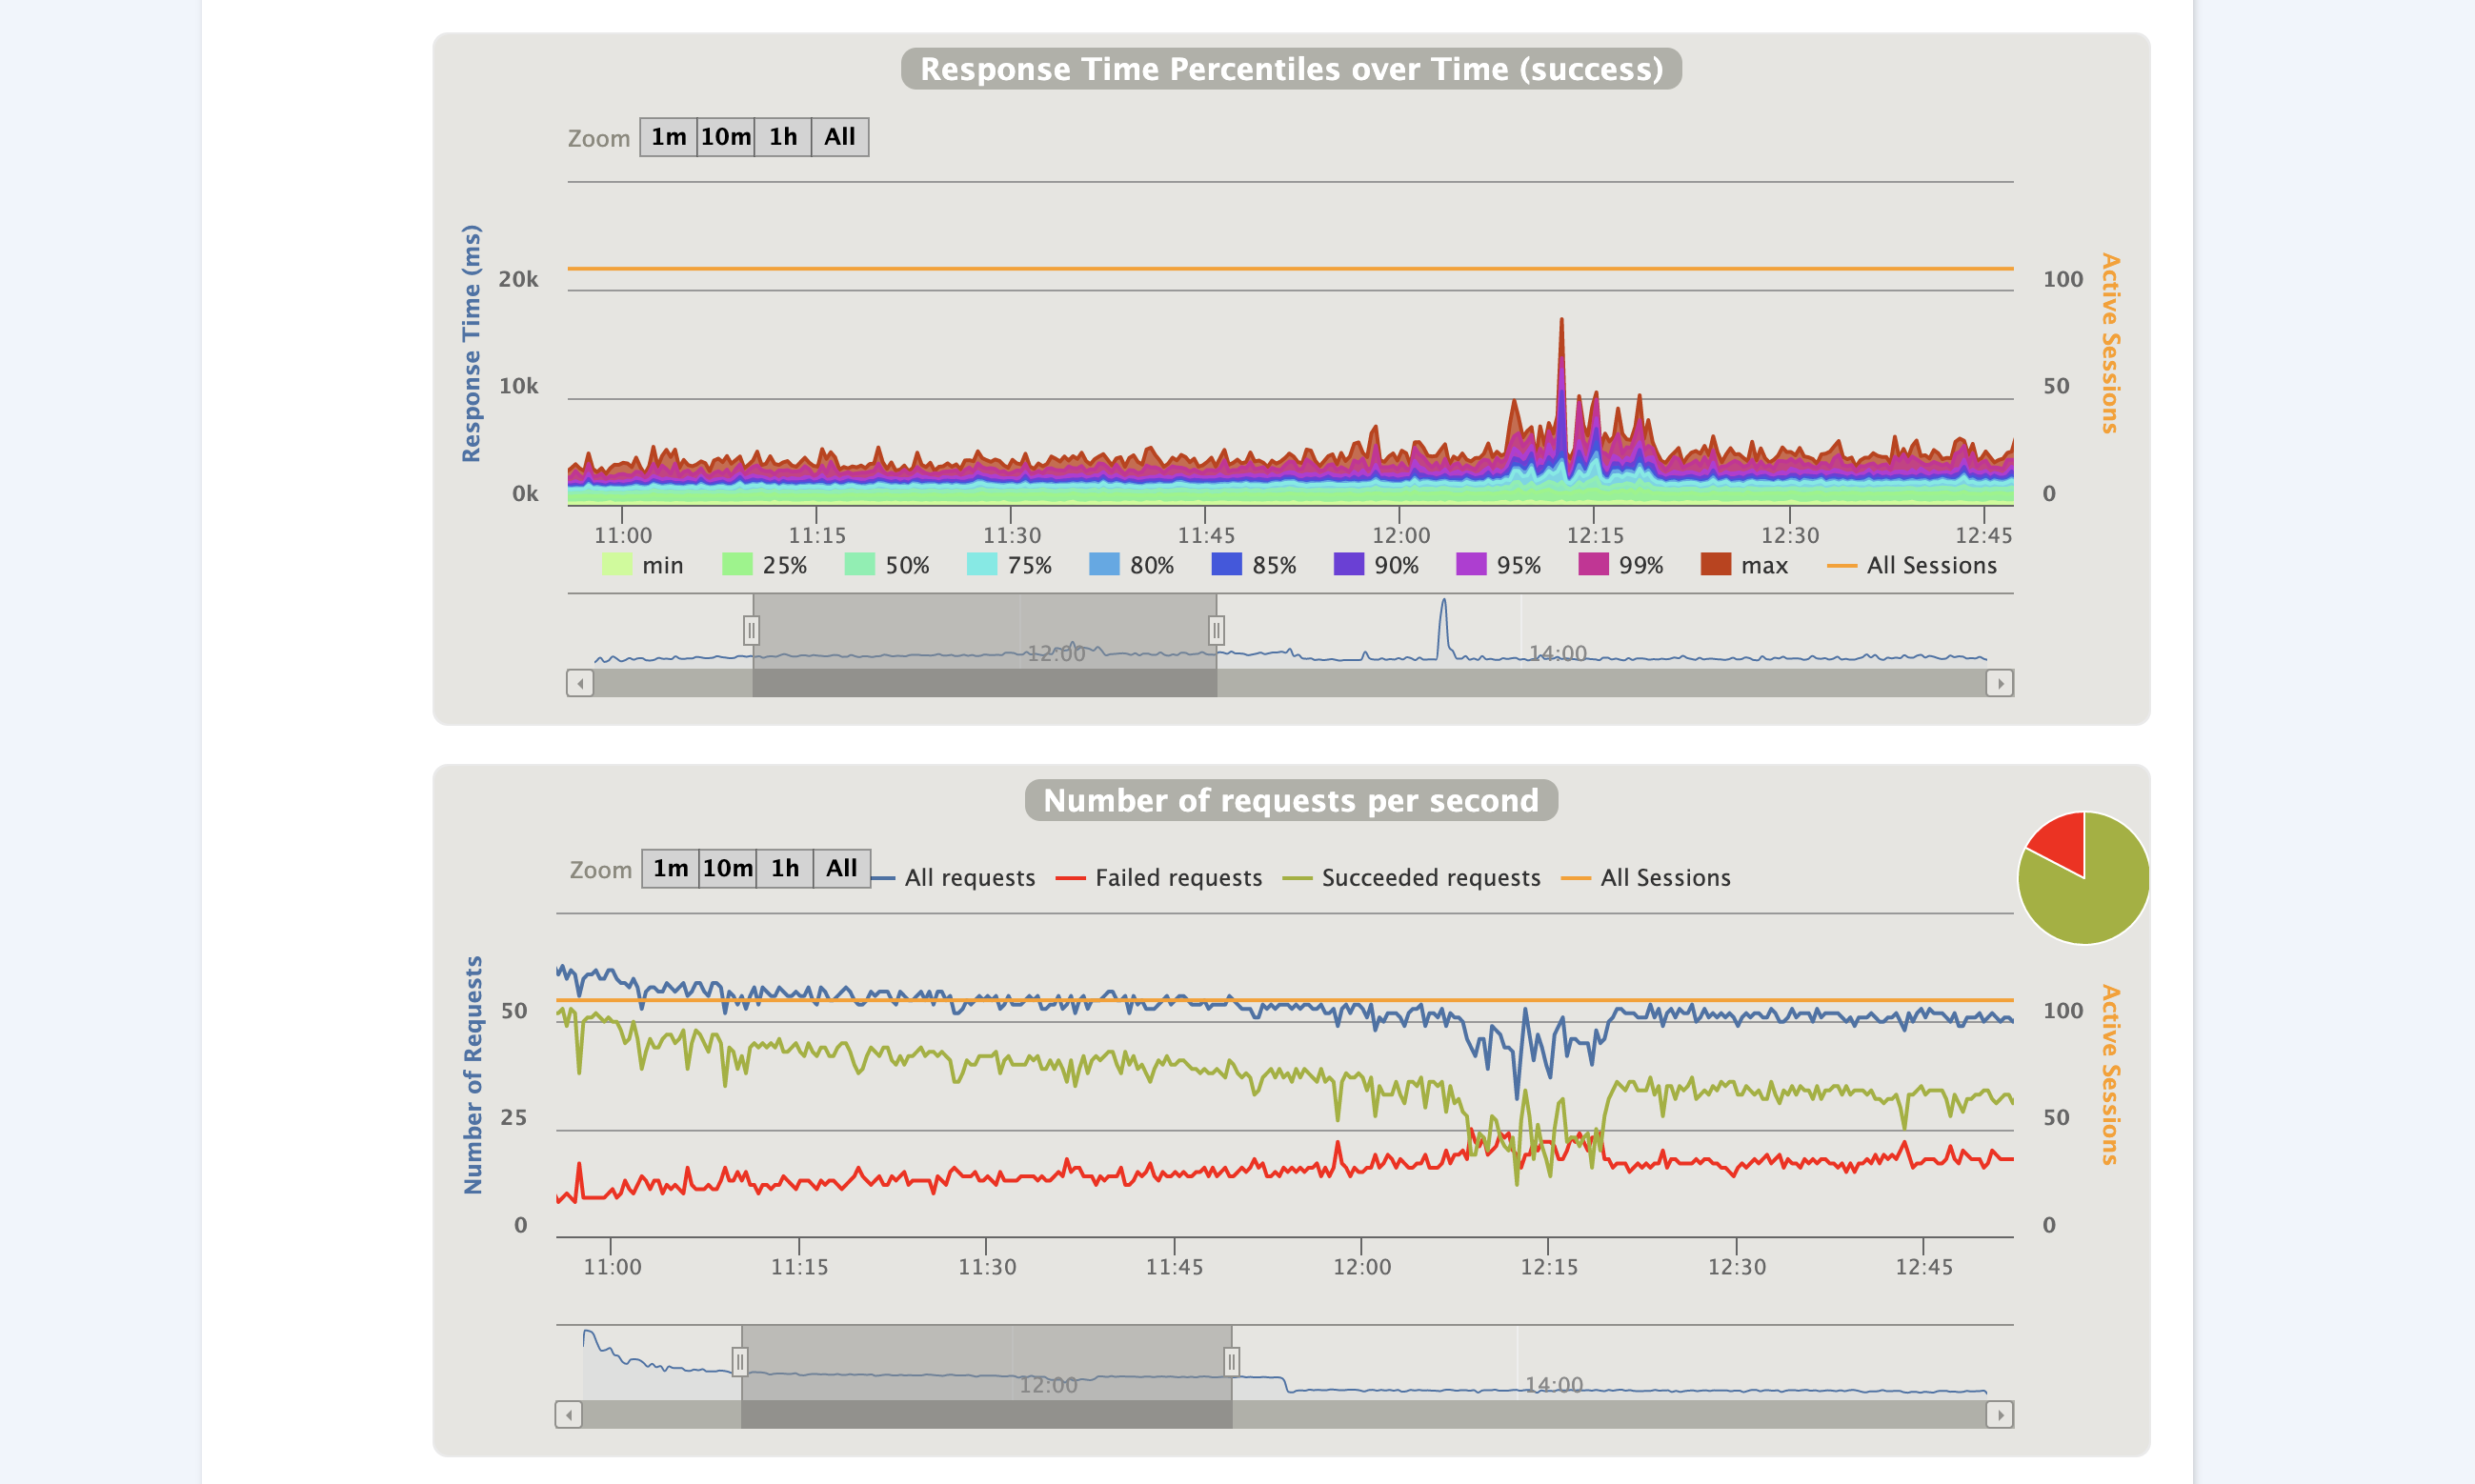 Response Time Percentiles over Time (success)
Zoom 1m 10m 1h All
Response Time (ms)
20k
10k
0k
100
50
0
Active Sessions
11:00 11:15 11:30 11:45 12:00 12:15 12:30 12:45
min 25% 50% 75% 80% 85% 90% 95% 99% max All Sessions
12:00 14:00
Number of requests per second
Zoom 1m 10m 1h All
All requests Failed requests Succeeded requests All Sessions
Number of Requests
50
25
0
100
50
0
Active Sessions
11:00 11:15 11:30 11:45 12:00 12:15 12:30 12:45
12:00 14:00